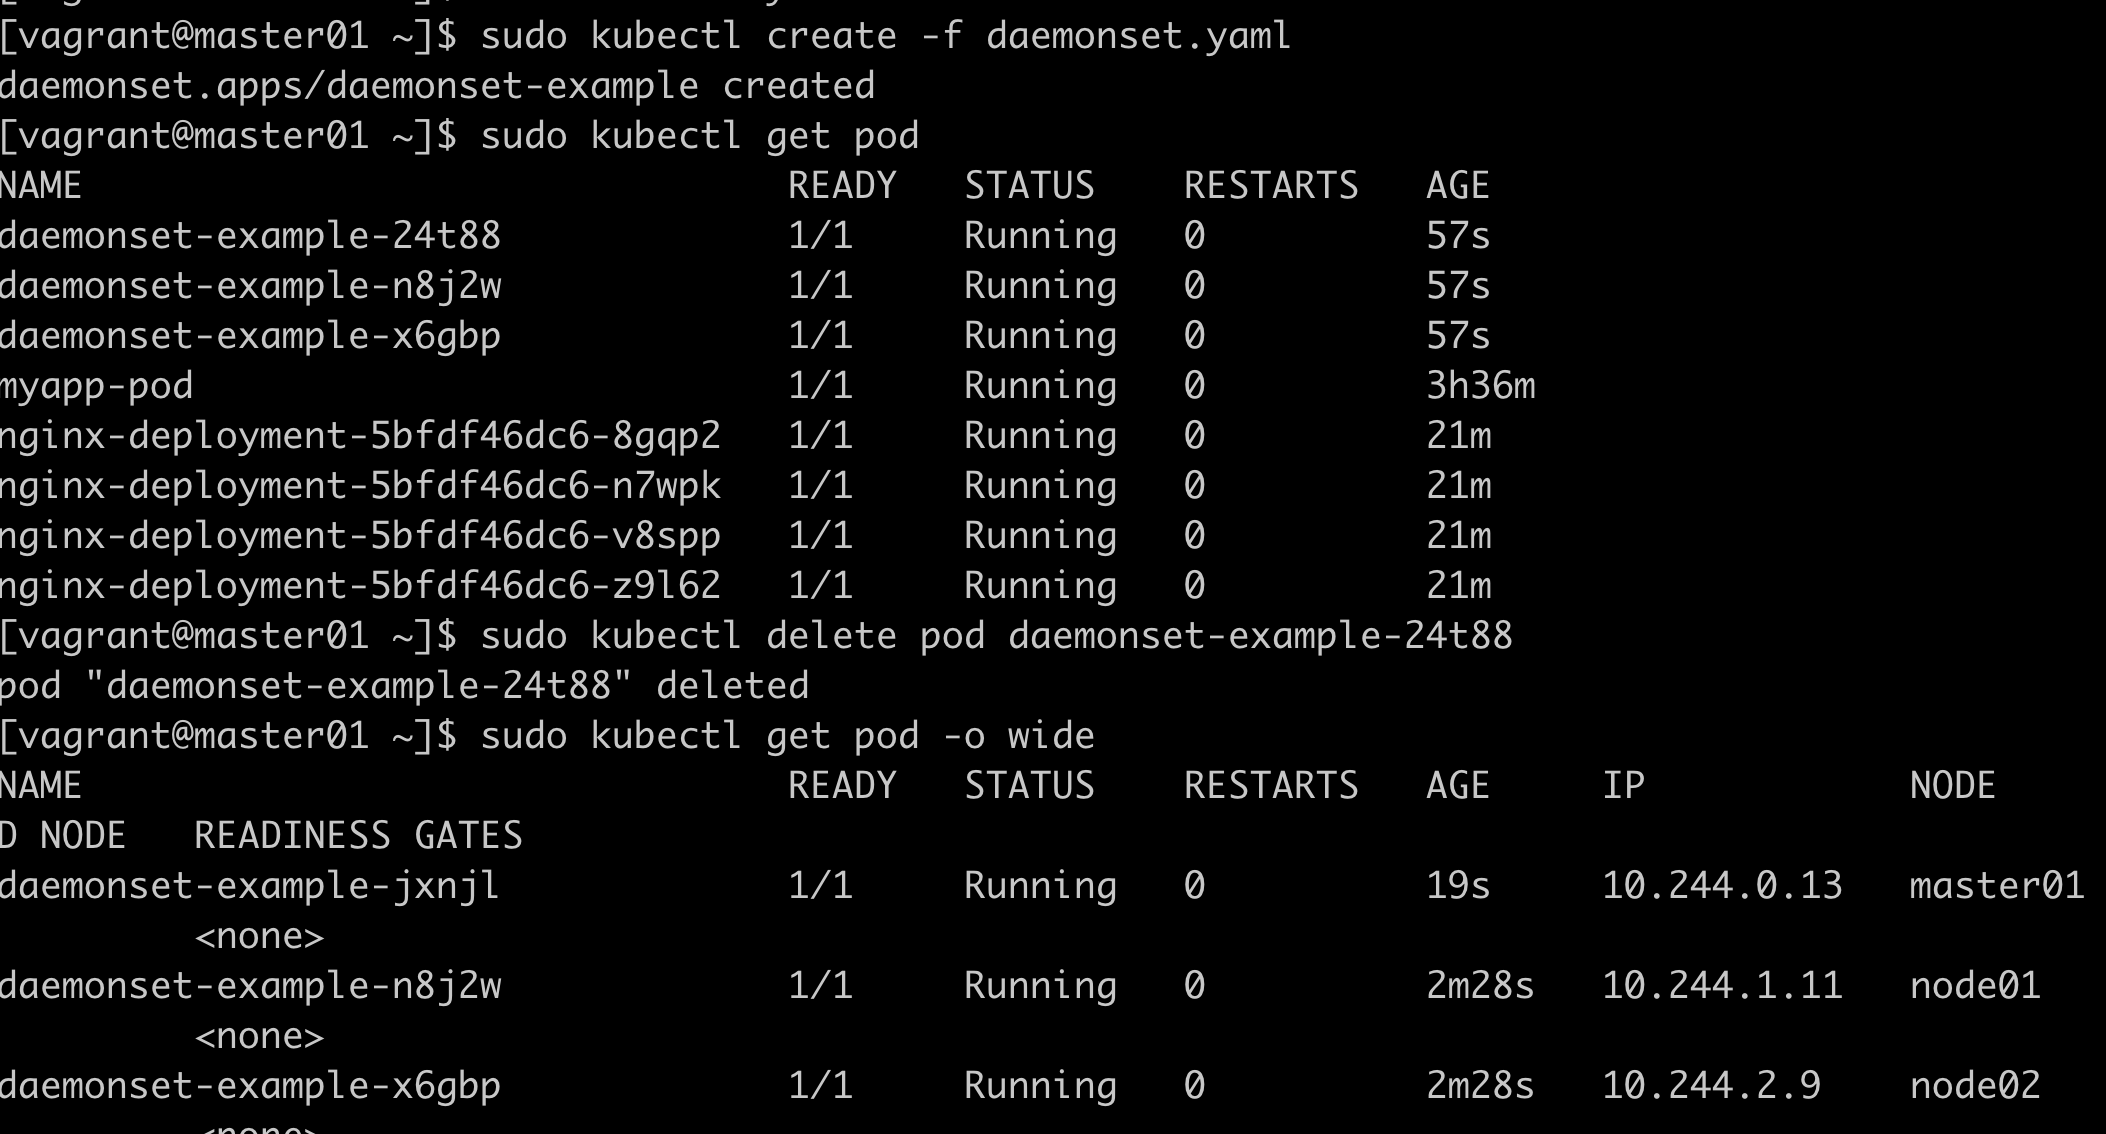 [vagrant@master01 ~]$ sudo kubectl create -f daemonset.yaml
daemonset.apps/daemonset-example created
[vagrant@master01 ~]$ sudo kubectl get pod
NAME                                READY   STATUS    RESTARTS   AGE
daemonset-example-24t88             1/1     Running   0          57s
daemonset-example-n8j2w             1/1     Running   0          57s
daemonset-example-x6gbp             1/1     Running   0          57s
myapp-pod                           1/1     Running   0          3h36m
nginx-deployment-5bfdf46dc6-8gqp2   1/1     Running   0          21m
nginx-deployment-5bfdf46dc6-n7wpk   1/1     Running   0          21m
nginx-deployment-5bfdf46dc6-v8spp   1/1     Running   0          21m
nginx-deployment-5bfdf46dc6-z9l62   1/1     Running   0          21m
[vagrant@master01 ~]$ sudo kubectl delete pod daemonset-example-24t88
pod "daemonset-example-24t88" deleted
[vagrant@master01 ~]$ sudo kubectl get pod -o wide
NAME                                READY   STATUS    RESTARTS   AGE     IP            NODE
D NODE   READINESS GATES
daemonset-example-jxnjl             1/1     Running   0          19s     10.244.0.13   master01
         <none>
daemonset-example-n8j2w             1/1     Running   0          2m28s   10.244.1.11   node01
         <none>
daemonset-example-x6gbp             1/1     Running   0          2m28s   10.244.2.9    node02
         <none>